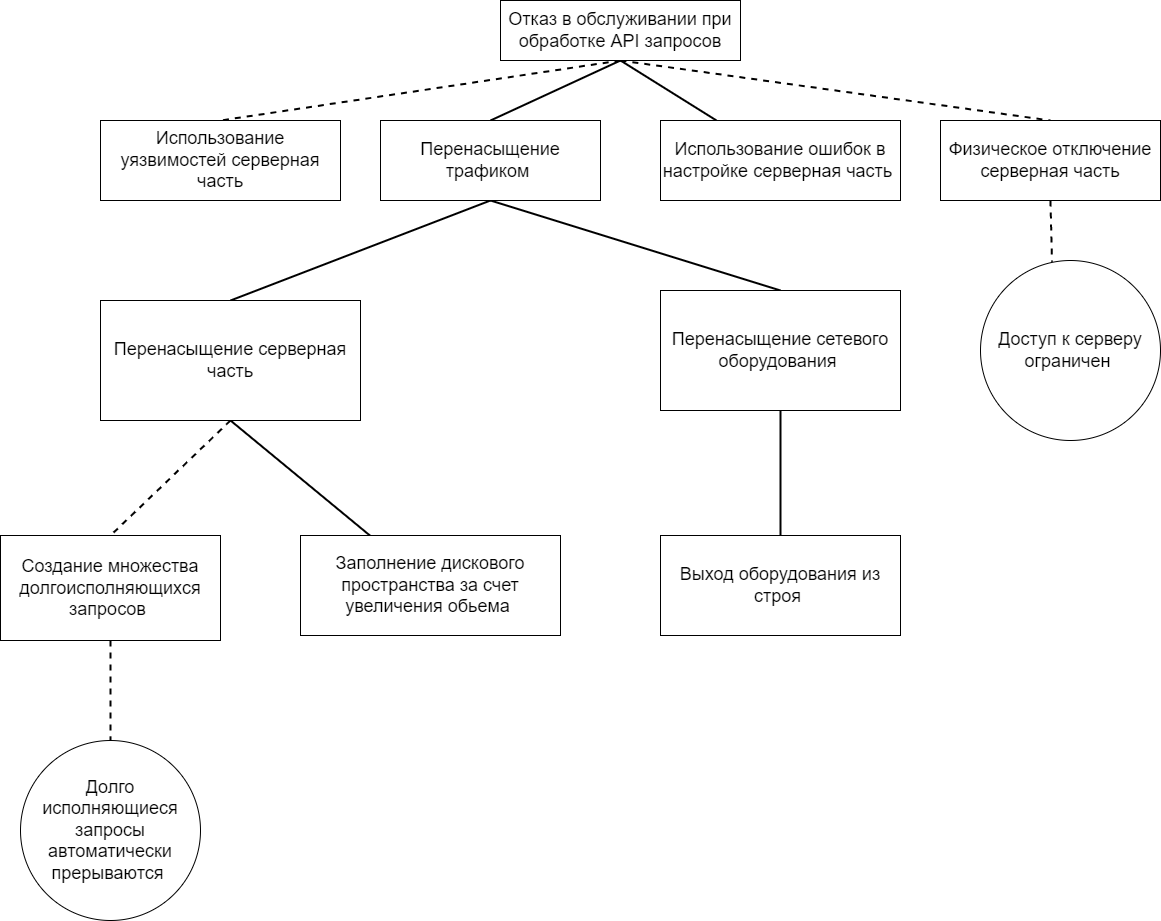 Отказ в обслуживании при
обработке API запросов
Использование
уязвимостей серверная
часть
Перенасыщение
трафиком
Использование ошибок в
настройке серверная часть
Физическое отключение
серверная часть
Перенасыщение серверная
часть
Перенасыщение сетевого
оборудования
Доступ к серверу
ограничен
Создание множества
долгоисполняющихся
запросов
Заполнение дискового
пространства за счет
увеличения обьема
Выход оборудования из
строя
Долго
исполняющиеся
запросы
автоматически
прерываются